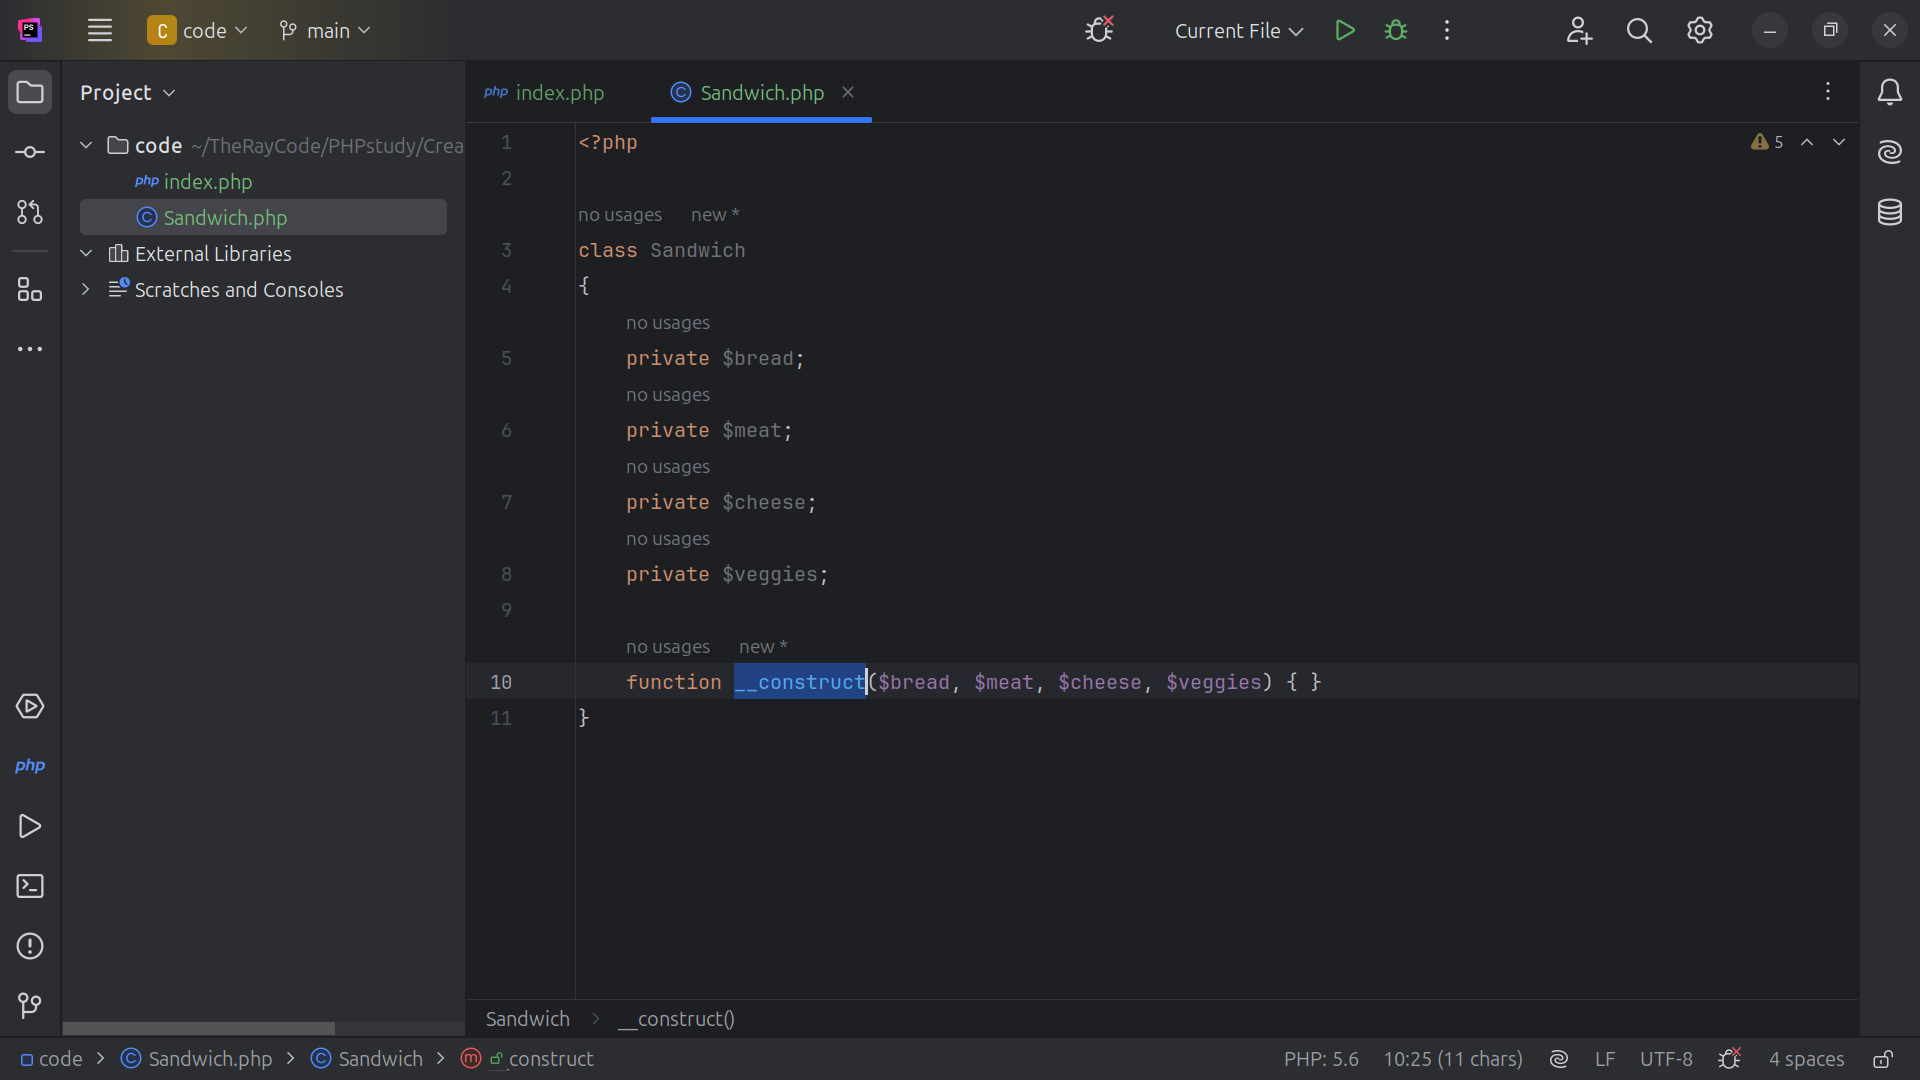 PS
C code
main
Current File
Project
code ~/TheRayCode/PHPstudy/Crea
php index.php
C Sandwich.php
External Libraries
Scratches and Consoles
php
php index.php
C Sandwich.php
5
1 <?php
2
no usages new *
3 class Sandwich
4 {
no usages
5 private $bread;
no usages
6 private $meat;
no usages
7 private $cheese;
no usages
8 private $veggies;
9
no usages new *
10 function __construct($bread, $meat, $cheese, $veggies) { }
11 }
Sandwich > __construct()
code > C Sandwich.php > C Sandwich > m __construct
PHP: 5.6 10:25 (11 chars) LF UTF-8 4 spaces